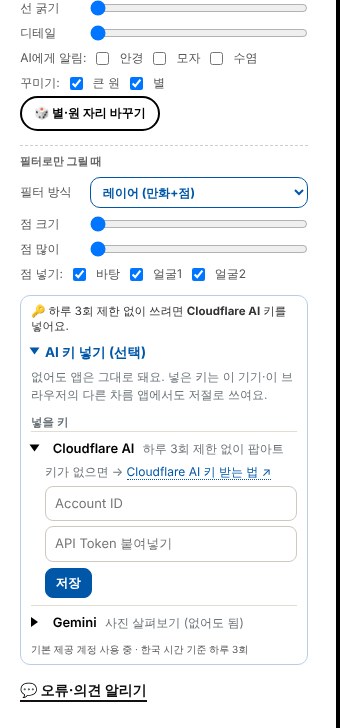 선 굵기
디테일
AI에게 알림: 안경 모자 수염
꾸미기: 큰 원 별
🎲 별·원 자리 바꾸기
필터로만 그릴 때
필터 방식 레이어 (만화+점)
점 크기
점 많이
점 넣기: 바탕 얼굴1 얼굴2
🔑 하루 3회 제한 없이 쓰려면 Cloudflare AI 키를
넣어요.
▼ AI 키 넣기 (선택)
없어도 앱은 그대로 돼요. 넣은 키는 이 기기·이 브
라우저의 다른 차름 앱에서도 저절로 쓰여요.
넣을 키
▼ Cloudflare AI 하루 3회 제한 없이 팝아트
키가 없으면 → Cloudflare AI 키 받는 법 ↗
Account ID
API Token 붙여넣기
저장
▶ Gemini 사진 살펴보기 (없어도 됨)
기본 제공 계정 사용 중 · 한국 시간 기준 하루 3회
💬 오류·의견 알리기